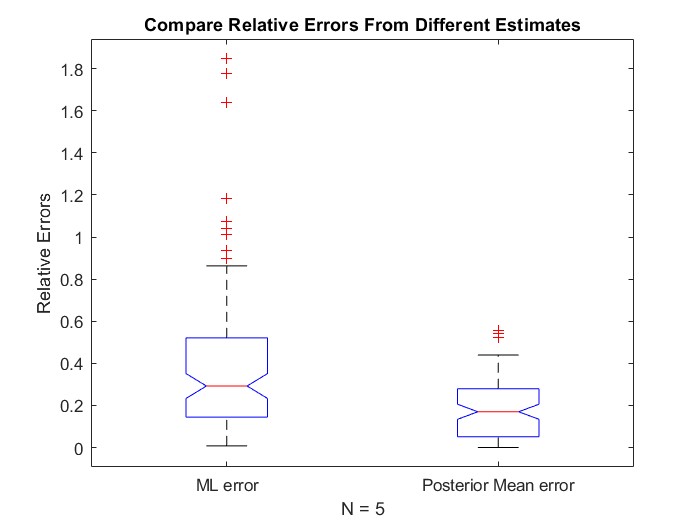 Compare Relative Errors From Different Estimates
Relative Errors
1.8
1.6
1.4
1.2
1
0.8
0.6
0.4
0.2
0
ML error
Posterior Mean error
N = 5